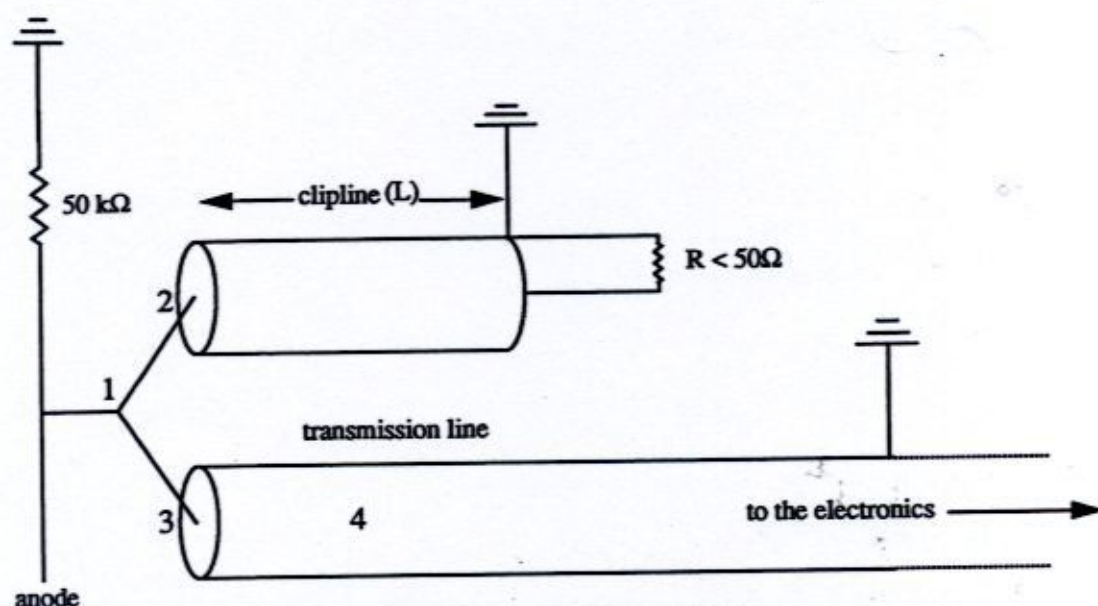 50 kΩ
clipline (L)
R < 50Ω
2
1
transmission line
3
4
to the electronics
anode